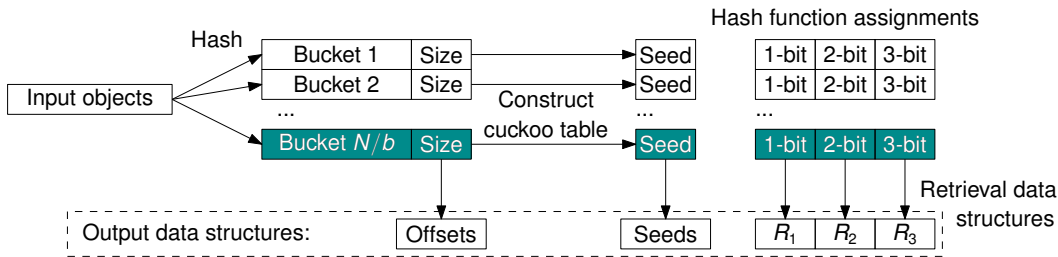 Hash function assignments
Hash
Bucket 1 Size Seed 1-bit 2-bit 3-bit
Input objects
Bucket 2 Size Seed 1-bit 2-bit 3-bit
... ... ...
Construct
cuckoo table
Bucket N/b Size Seed 1-bit 2-bit 3-bit
Retrieval data
structures
Output data structures: Offsets Seeds R1 R2 R3